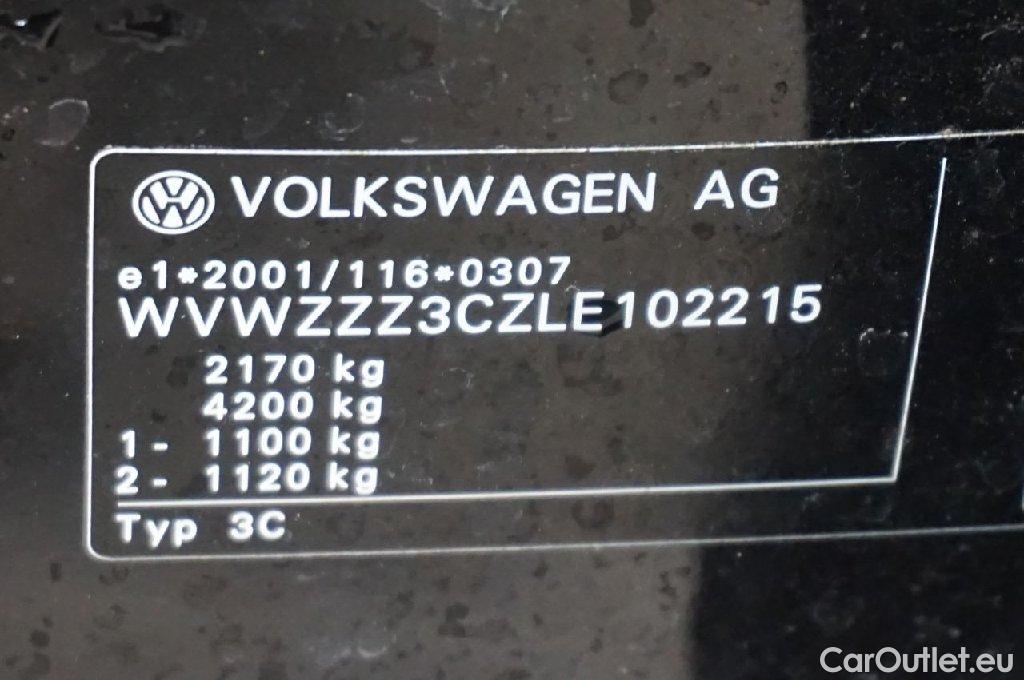 VOLKSWAGEN AG
e1*2001/116*0307
WVWZZZ3CZLE102215
2170 kg
4200 kg
1- 1100 kg
2- 1120 kg
Typ 3C
CarOutlet.eu